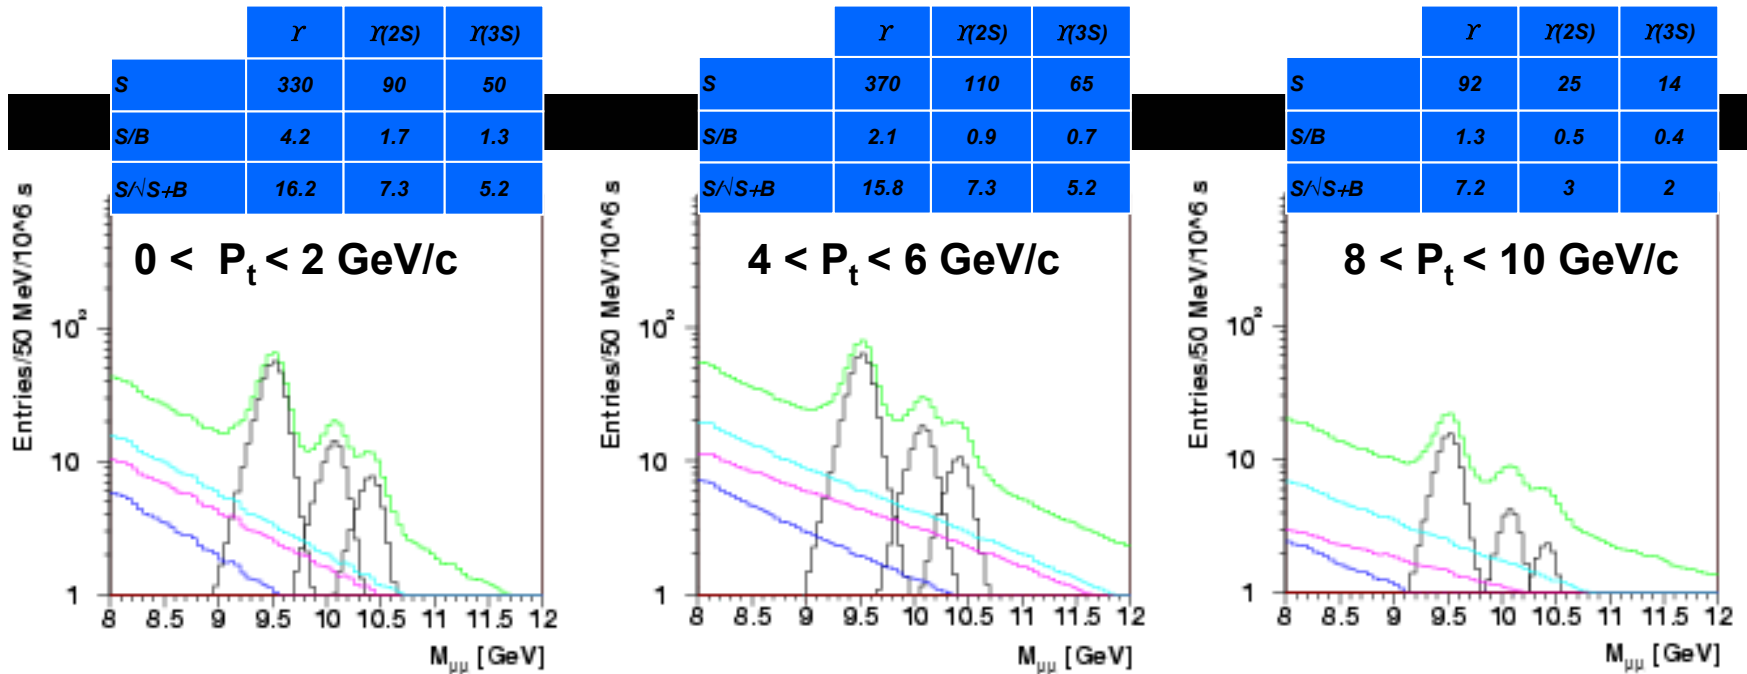 ϒ ϒ(2S) ϒ(3S)
S 330 90 50
S/B 4.2 1.7 1.3
S/√S+B 16.2 7.3 5.2
0 < Pt < 2 GeV/c
Entries/50 MeV/10^6 s
10²
10
1
8 8.5 9 9.5 10 10.5 11 11.5 12
Mμμ [GeV]
ϒ ϒ(2S) ϒ(3S)
S 370 110 65
S/B 2.1 0.9 0.7
S/√S+B 15.8 7.3 5.2
4 < Pt < 6 GeV/c
Entries/50 MeV/10^6 s
10²
10
1
8 8.5 9 9.5 10 10.5 11 11.5 12
Mμμ [GeV]
ϒ ϒ(2S) ϒ(3S)
S 92 25 14
S/B 1.3 0.5 0.4
S/√S+B 7.2 3 2
8 < Pt < 10 GeV/c
Entries/50 MeV/10^6 s
10²
10
1
8 8.5 9 9.5 10 10.5 11 11.5 12
Mμμ [GeV]